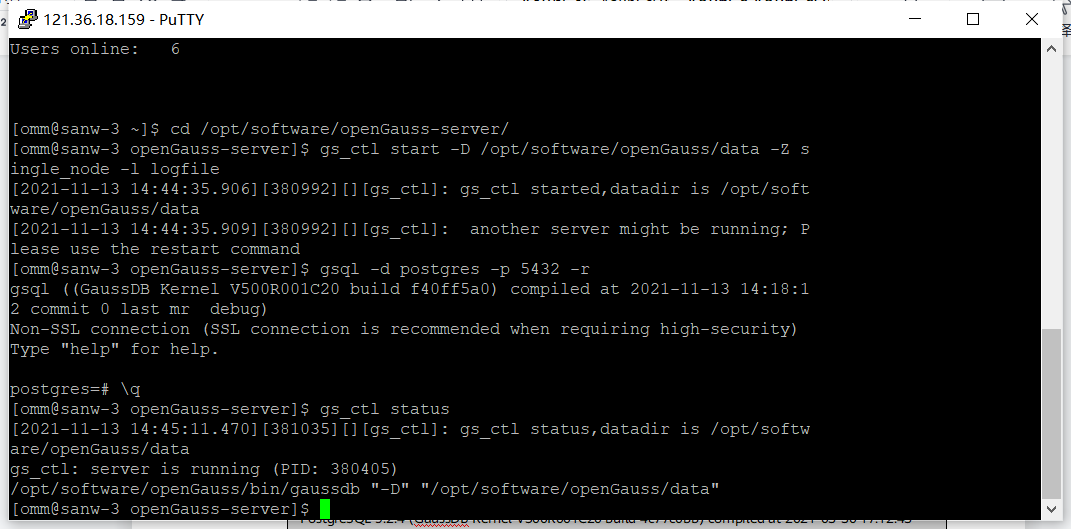 121.36.18.159 - PuTTY
Users online:   6
[omm@sanw-3 ~]$ cd /opt/software/openGauss-server/
[omm@sanw-3 openGauss-server]$ gs_ctl start -D /opt/software/openGauss/data -Z s
ingle_node -l logfile
[2021-11-13 14:44:35.906][380992][][gs_ctl]: gs_ctl started,datadir is /opt/soft
ware/openGauss/data
[2021-11-13 14:44:35.909][380992][][gs_ctl]:  another server might be running; P
lease use the restart command
[omm@sanw-3 openGauss-server]$ gsql -d postgres -p 5432 -r
gsql ((GaussDB Kernel V500R001C20 build f40ff5a0) compiled at 2021-11-13 14:18:1
2 commit 0 last mr  debug)
Non-SSL connection (SSL connection is recommended when requiring high-security)
Type "help" for help.
postgres=# \q
[omm@sanw-3 openGauss-server]$ gs_ctl status
[2021-11-13 14:45:11.470][381035][][gs_ctl]: gs_ctl status,datadir is /opt/softw
are/openGauss/data
gs_ctl: server is running (PID: 380405)
/opt/software/openGauss/bin/gaussdb "-D" "/opt/software/openGauss/data"
[omm@sanw-3 openGauss-server]$